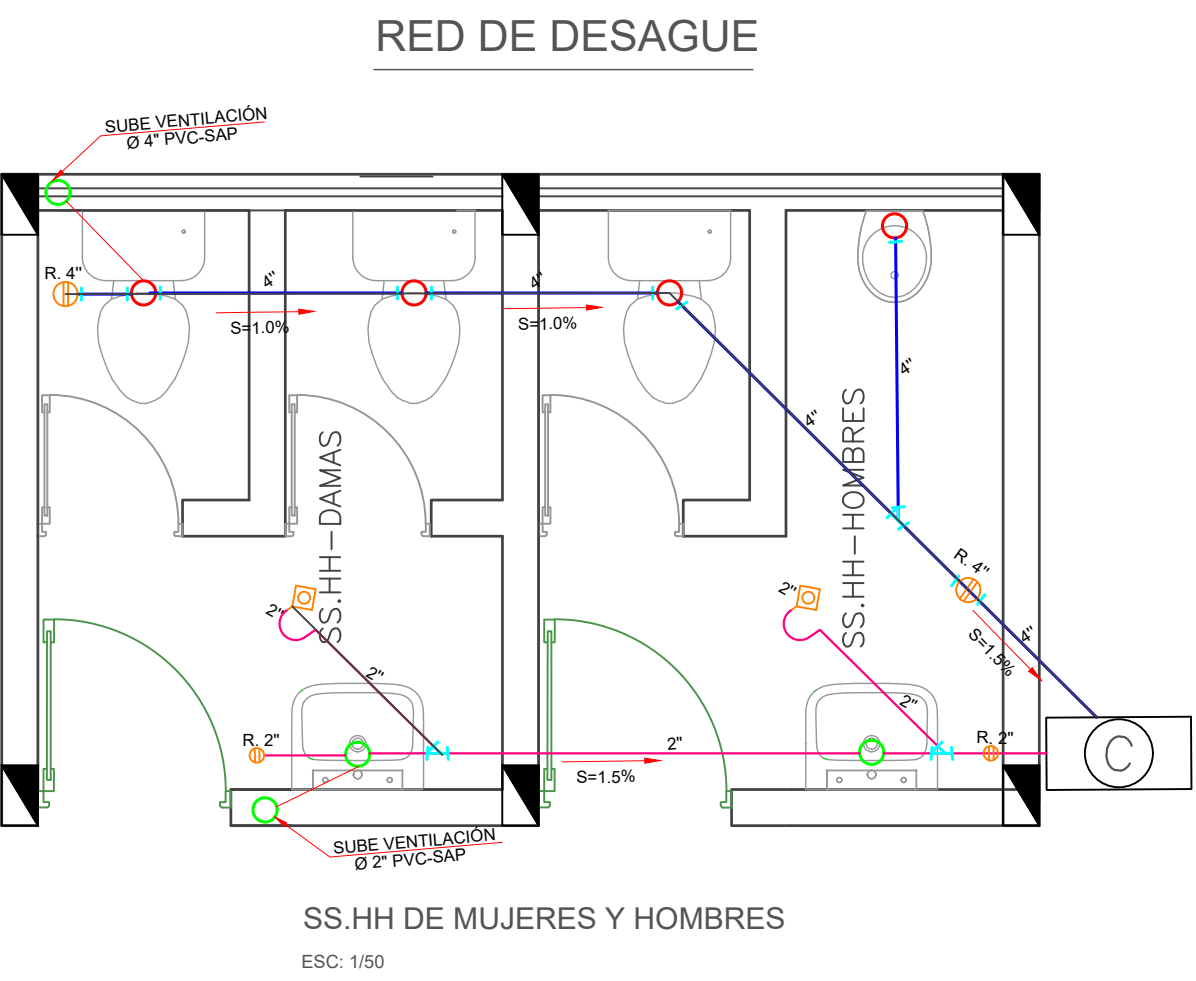 RED DE DESAGUE
SUBE VENTILACIÓN
Ø 4" PVC-SAP
R. 4"
4"
4"
S=1.0%
S=1.0%
4"
4"
SS.HH-DAMAS
SS.HH-HOMBRES
R. 4"
4"
S=1.5%
2"
2"
2"
2"
R. 2"
2"
R. 2"
C
S=1.5%
SUBE VENTILACIÓN
Ø 2" PVC-SAP
SS.HH DE MUJERES Y HOMBRES
ESC: 1/50